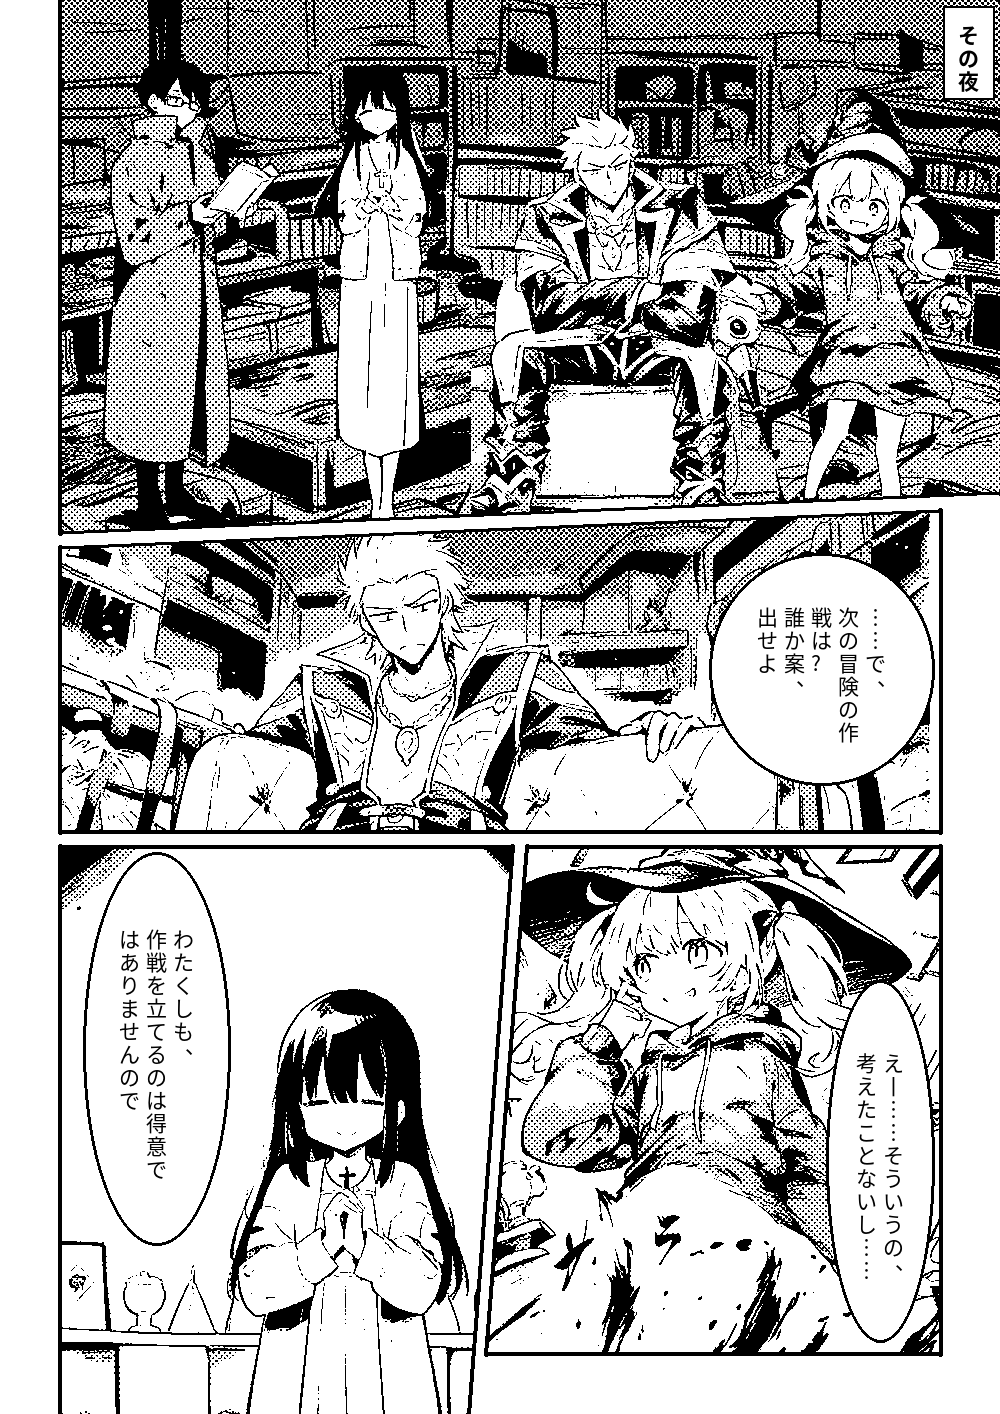 その夜
……で、
次の冒険の作
戦は?
誰か案、
出せよ
えー……そういうの、
考えたことないし……
わたくしも、
作戦を立てるのは得意で
はありませんので